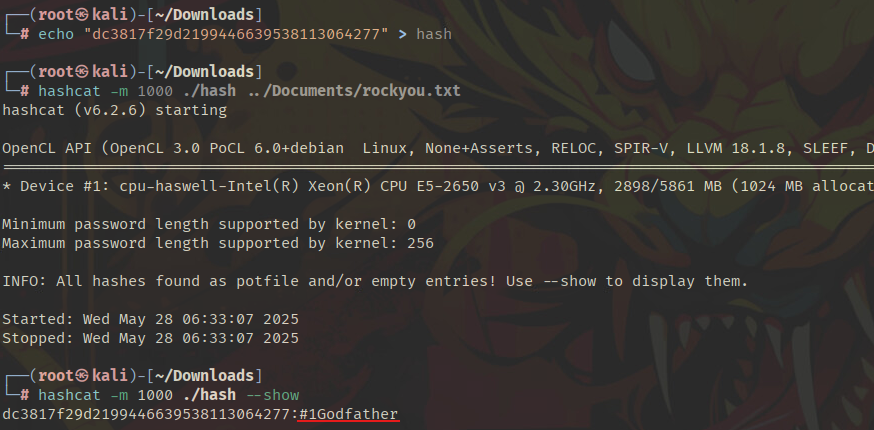 ┌──(root㉿kali)-[~/Downloads]
└─# echo "dc3817f29d2199446639538113064277" > hash
┌──(root㉿kali)-[~/Downloads]
└─# hashcat -m 1000 ./hash ../Documents/rockyou.txt
hashcat (v6.2.6) starting
OpenCL API (OpenCL 3.0 PoCL 6.0+debian  Linux, None+Asserts, RELOC, SPIR-V, LLVM 18.1.8, SLEEF, D
* Device #1: cpu-haswell-Intel(R) Xeon(R) CPU E5-2650 v3 @ 2.30GHz, 2898/5861 MB (1024 MB allocat
Minimum password length supported by kernel: 0
Maximum password length supported by kernel: 256
INFO: All hashes found as potfile and/or empty entries! Use --show to display them.
Started: Wed May 28 06:33:07 2025
Stopped: Wed May 28 06:33:07 2025
┌──(root㉿kali)-[~/Downloads]
└─# hashcat -m 1000 ./hash --show
dc3817f29d2199446639538113064277:#1Godfather